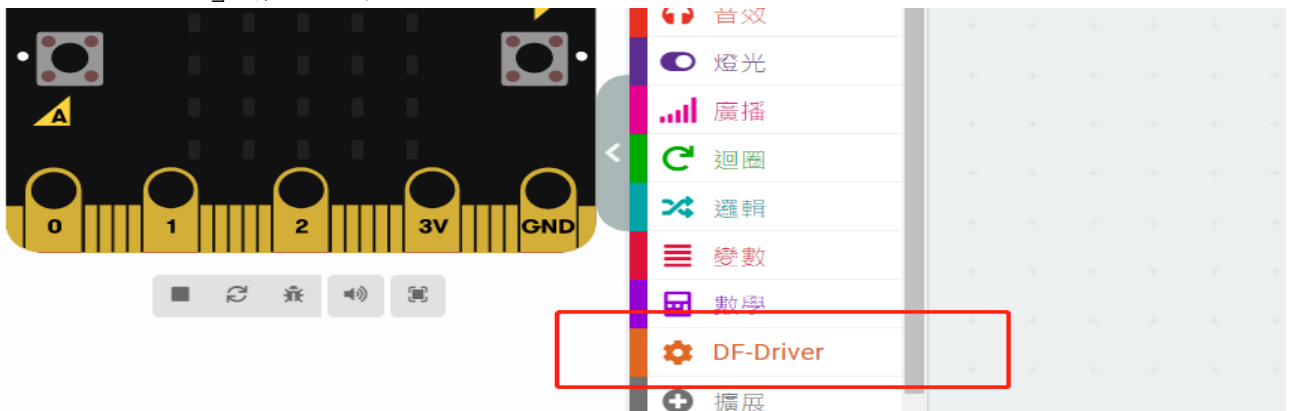 音效
燈光
A
廣播
迴圈
邏輯
0 1 2 3V GND
變數
數學
DF-Driver
擴展